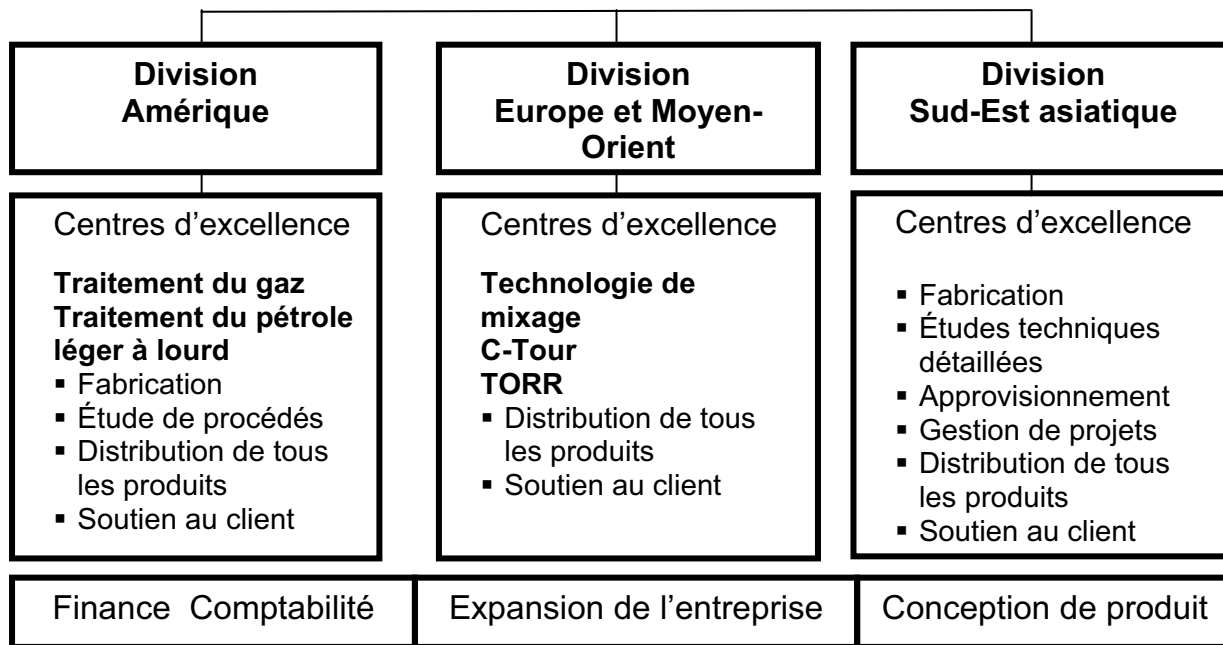 Division
Amérique
Division
Europe et Moyen-
Orient
Division
Sud-Est asiatique
Centres d’excellence
Traitement du gaz
Traitement du pétrole
léger à lourd
▪ Fabrication
▪ Étude de procédés
▪ Distribution de tous
les produits
▪ Soutien au client
Centres d’excellence
Technologie de
mixage
C-Tour
TORR
▪ Distribution de tous
les produits
▪ Soutien au client
Centres d’excellence
▪ Fabrication
▪ Études techniques
détaillées
▪ Approvisionnement
▪ Gestion de projets
▪ Distribution de tous
les produits
▪ Soutien au client
Finance Comptabilité
Expansion de l’entreprise
Conception de produit